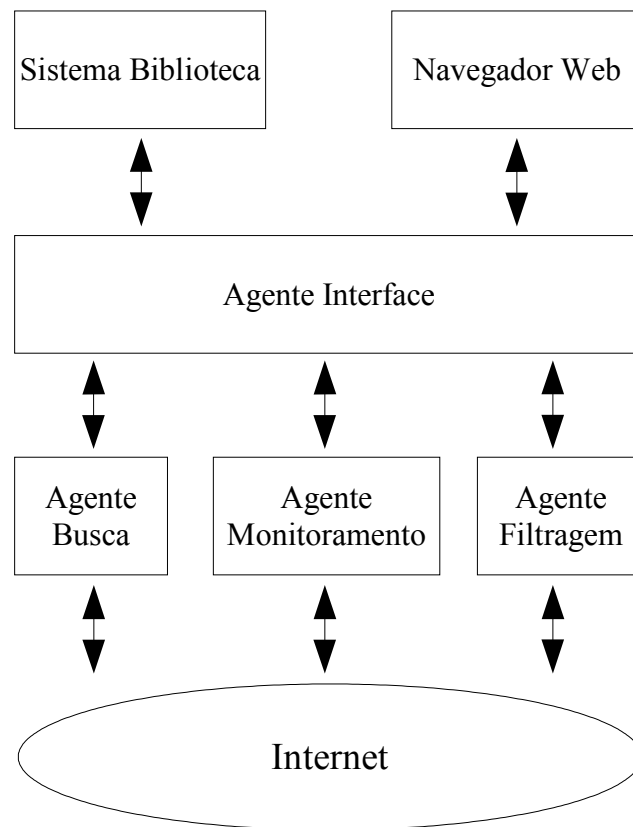 Sistema Biblioteca
Navegador Web
Agente Interface
Agente
Busca
Agente
Monitoramento
Agente
Filtragem
Internet